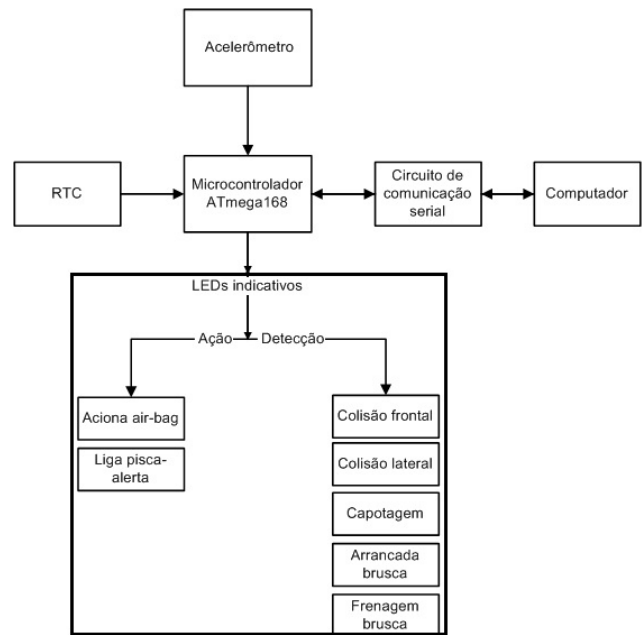 Acelerômetro
RTC
Microcontrolador
ATmega168
Circuito de
comunicação
serial
Computador
LEDs indicativos
Ação
Detecção
Aciona air-bag
Liga pisca-
alerta
Colisão frontal
Colisão lateral
Capotagem
Arrancada
brusca
Frenagem
brusca